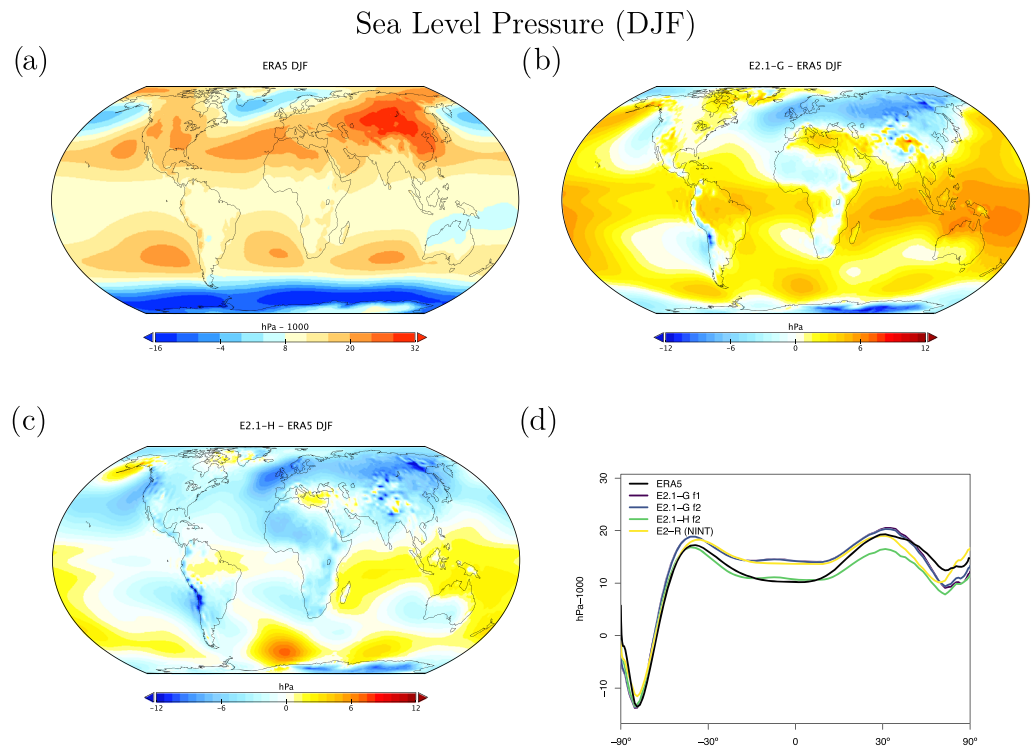 Sea Level Pressure (DJF)
(a)
ERA5 DJF
hPa - 1000
-16 -4 8 20 32
(b)
E2.1-G - ERA5 DJF
hPa
-12 -6 0 6 12
(c)
E2.1-H - ERA5 DJF
hPa
-12 -6 0 6 12
(d)
ERA5
E2.1-G f1
E2.1-G f2
E2.1-H f2
E2-R (NINT)
hPa-1000
30
20
10
0
-10
-90° -30° 0 30° 90°